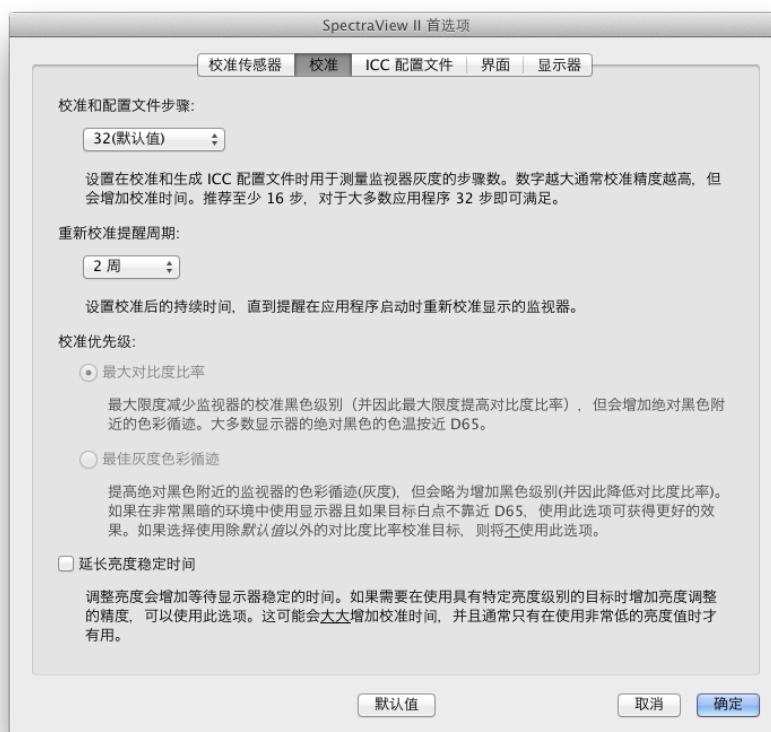 SpectraView II 首选项
校准传感器 校准 ICC 配置文件 界面 显示器
校准和配置文件步骤:
32(默认值)
设置在校准和生成 ICC 配置文件时用于测量监视器灰度的步骤数。数字越大通常校准精度越高，但
会增加校准时间。推荐至少 16 步，对于大多数应用程序 32 步即可满足。
重新校准提醒周期:
2 周
设置校准后的持续时间，直到提醒在应用程序启动时重新校准显示的监视器。
校准优先级:
最大对比度比率
最大限度减少监视器的校准黑色级别（并因此最大限度提高对比度比率），但会增加绝对黑色附
近的色彩循迹。大多数显示器的绝对黑色的色温按近 D65。
最佳灰度色彩循迹
提高绝对黑色附近的监视器的色彩循迹(灰度)，但会略为增加黑色级别(并因此降低对比度比率)。
如果在非常黑暗的环境中使用显示器且如果目标白点不靠近 D65，使用此选项可获得更好的效
果。如果选择使用除默认值以外的对比度比率校准目标，则将不使用此选项。
延长亮度稳定时间
调整亮度会增加等待显示器稳定的时间。如果需要在使用具有特定亮度级别的目标时增加亮度调整
的精度，可以使用此选项。这可能会大大增加校准时间，并且通常只有在使用非常低的亮度值时才
有用。
默认值 取消 确定